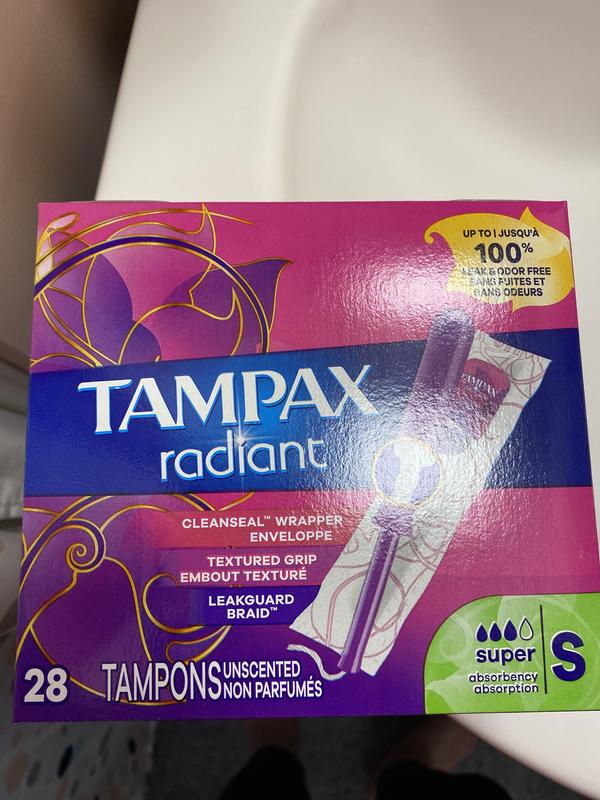 UP TO | JUSQU'À
100%
LEAK & ODOR FREE
SANS FUITES ET
SANS ODEURS
TAMPAX
radiant
TAMPAX
CLEANSEAL™ WRAPPER
ENVELOPPE
TEXTURED GRIP
EMBOUT TEXTURÉ
LEAKGUARD
BRAID™
super
absorbency
absorption
S
28 TAMPONS UNSCENTED
NON PARFUMÉS